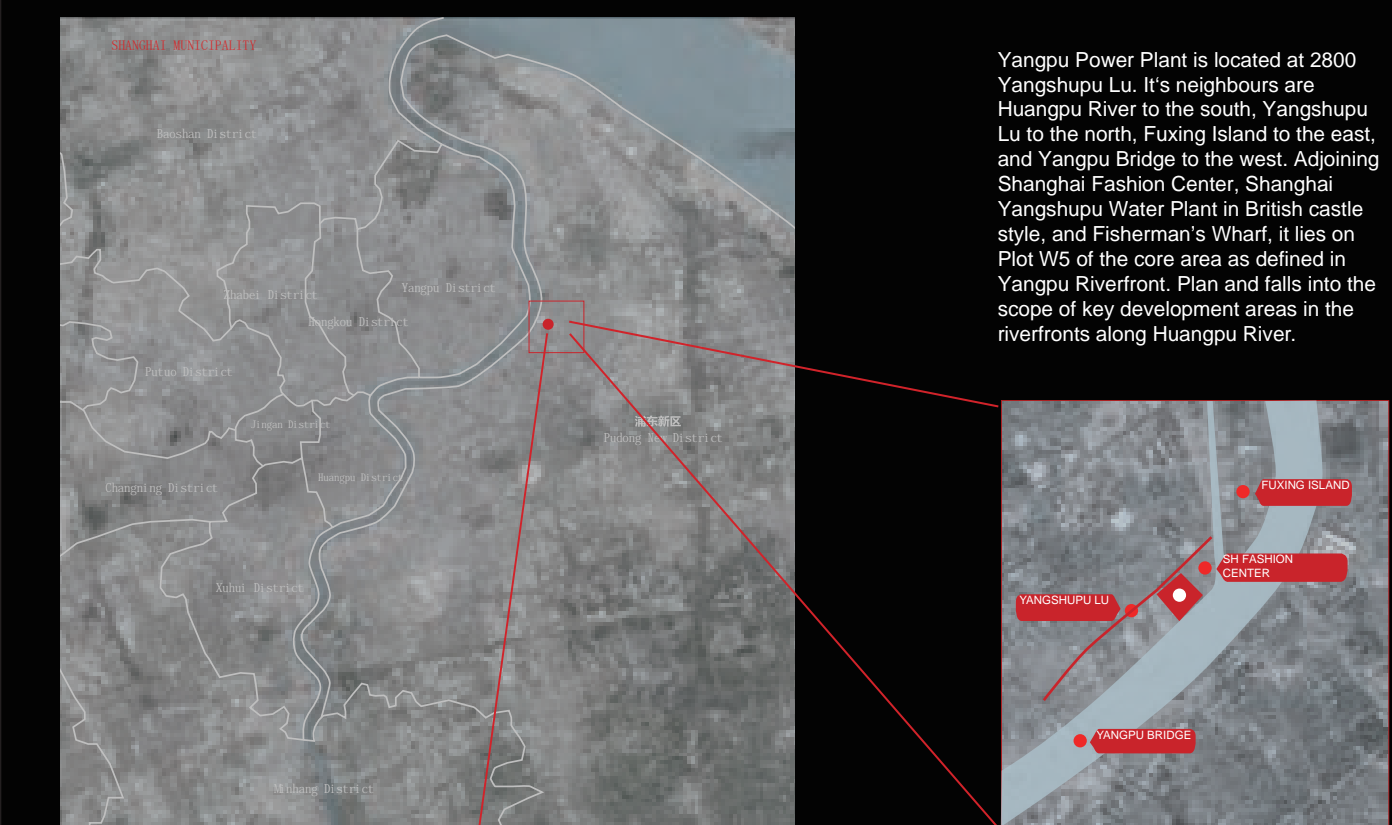 SHANGHAI MUNICIPALITY
Baoshan District
Zhabei District
Yangpu District
Hongkou District
Putuo District
Jingan District
浦东新区
Pudong New District
Huangpu District
Changning District
Xuhui District
Minhang District
Yangpu Power Plant is located at 2800
Yangshupu Lu. It‘s neighbours are
Huangpu River to the south, Yangshupu
Lu to the north, Fuxing Island to the east,
and Yangpu Bridge to the west. Adjoining
Shanghai Fashion Center, Shanghai
Yangshupu Water Plant in British castle
style, and Fisherman’s Wharf, it lies on
Plot W5 of the core area as defined in
Yangpu Riverfront. Plan and falls into the
scope of key development areas in the
riverfronts along Huangpu River.
FUXING ISLAND
SH FASHION
CENTER
YANGSHUPU LU
YANGPU BRIDGE